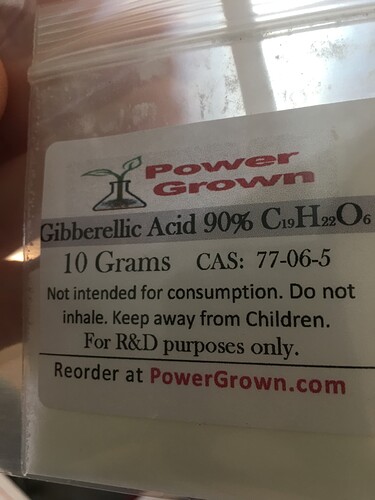 Power
Grown
Gibberellic Acid 90% C₁₉H₂₂O₆
10 Grams CAS: 77-06-5
Not intended for consumption. Do not
inhale. Keep away from Children.
For R&D purposes only.
Reorder at PowerGrown.com